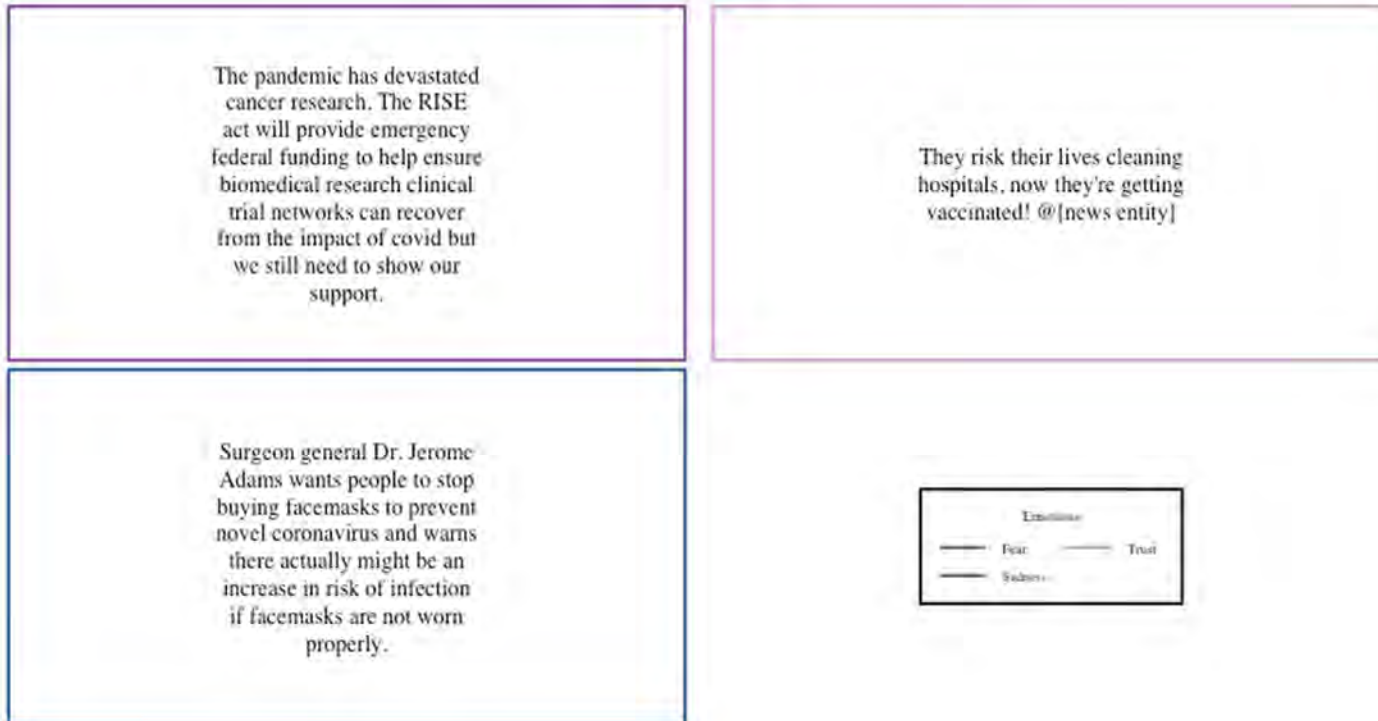 The pandemic has devastated
cancer research. The RISE
act will provide emergency
federal funding to help ensure
biomedical research clinical
trial networks can recover
from the impact of covid but
we still need to show our
support.
They risk their lives cleaning
hospitals, now they're getting
vaccinated! @[news entity]
Surgeon general Dr. Jerome
Adams wants people to stop
buying facemasks to prevent
novel coronavirus and warns
there actually might be an
increase in risk of infection
if facemasks are not worn
properly.
Emotions
Fear Trust
Sadness